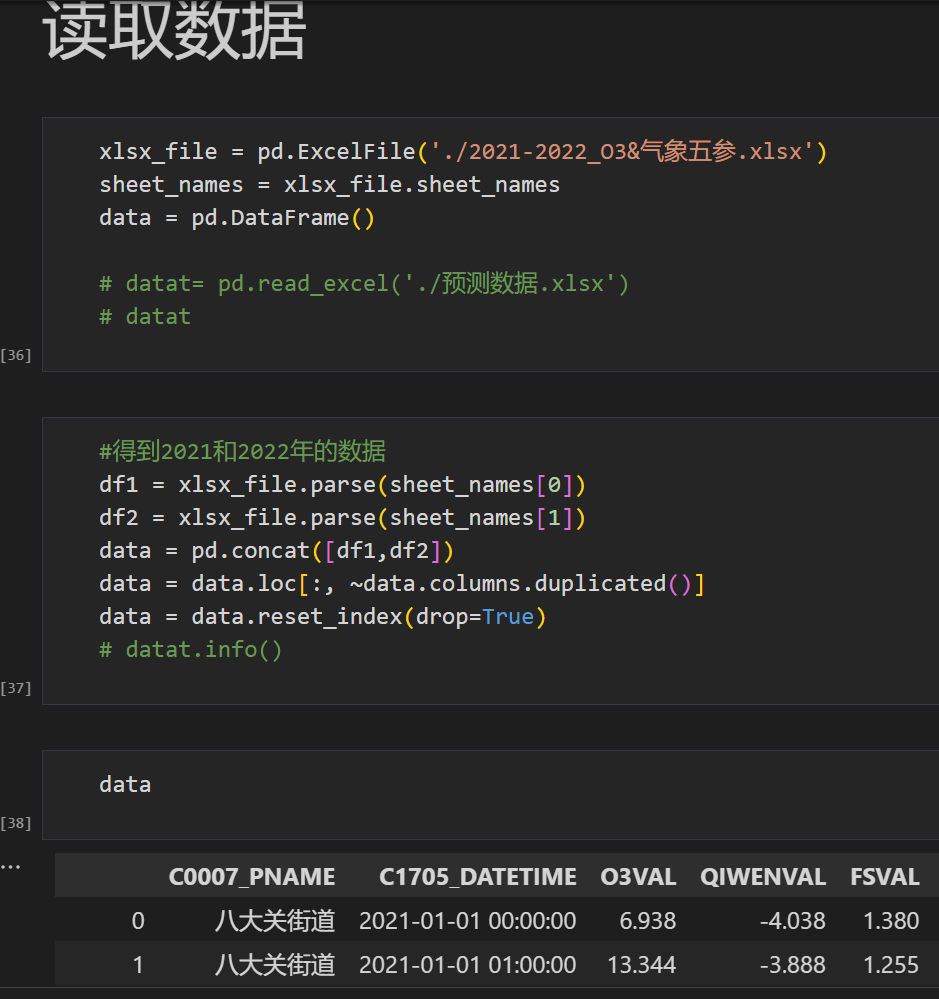 读取数据
xlsx_file = pd.ExcelFile('./2021-2022_O3&气象五参.xlsx')
sheet_names = xlsx_file.sheet_names
data = pd.DataFrame()
# datat= pd.read_excel('./预测数据.xlsx')
# datat
[36]
#得到2021和2022年的数据
df1 = xlsx_file.parse(sheet_names[0])
df2 = xlsx_file.parse(sheet_names[1])
data = pd.concat([df1,df2])
data = data.loc[:, ~data.columns.duplicated()]
data = data.reset_index(drop=True)
# datat.info()
[37]
data
[38]
...
C0007_PNAME C1705_DATETIME O3VAL QIWENVAL FSVAL
0 八大关街道 2021-01-01 00:00:00 6.938 -4.038 1.380
1 八大关街道 2021-01-01 01:00:00 13.344 -3.888 1.255